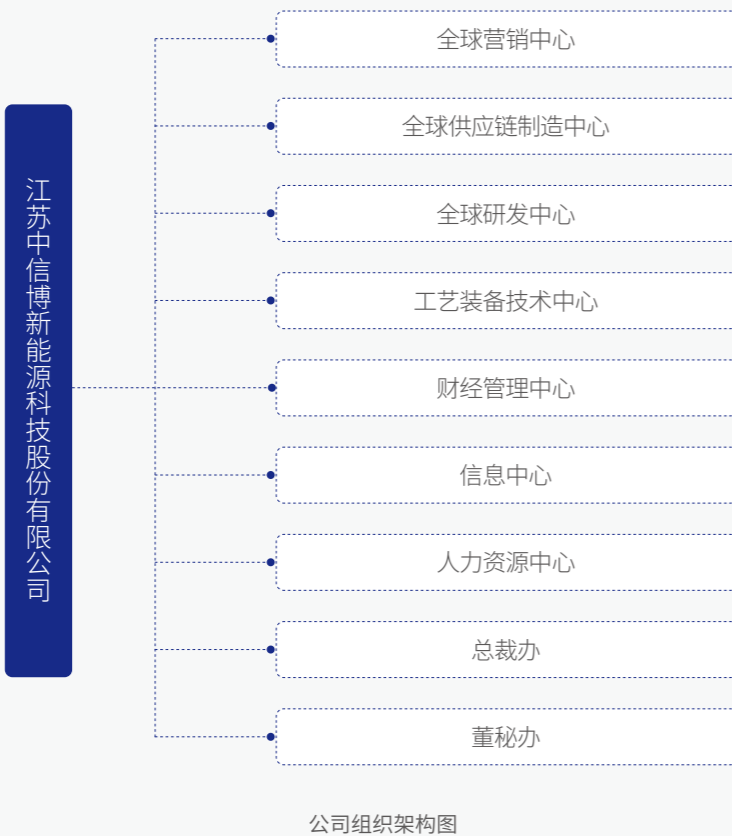 江苏中信博新能源科技股份有限公司
全球营销中心
全球供应链制造中心
全球研发中心
工艺装备技术中心
财经管理中心
信息中心
人力资源中心
总裁办
董秘办
公司组织架构图